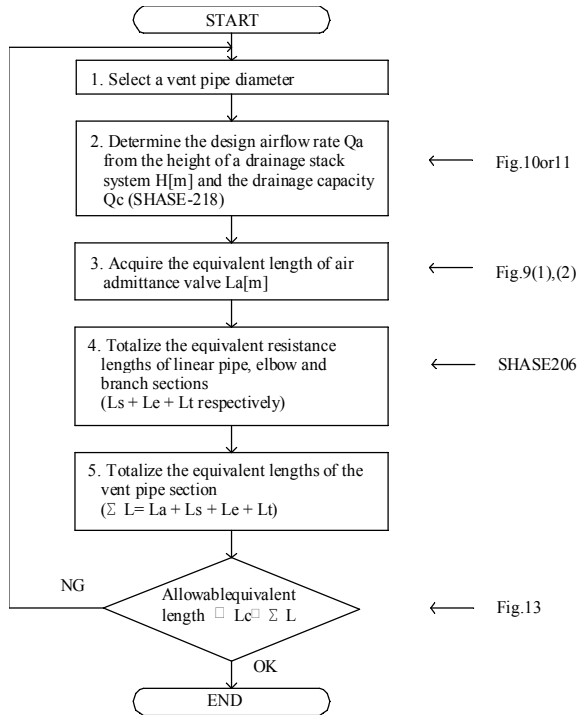 START
1. Select a vent pipe diameter
2. Determine the design airflow rate Qa
from the height of a drainage stack
system H[m] and the drainage capacity
Qc (SHASE-218)
Fig.10or11
3. Acquire the equivalent length of air
admittance valve La[m]
Fig.9(1),(2)
4. Totalize the equivalent resistance
lengths of linear pipe, elbow and
branch sections
(Ls + Le + Lt respectively)
SHASE206
5. Totalize the equivalent lengths of the
vent pipe section
(Σ L= La + Ls + Le + Lt)
NG
Allowableequivalent
length □ Lc□ Σ L
Fig.13
OK
END